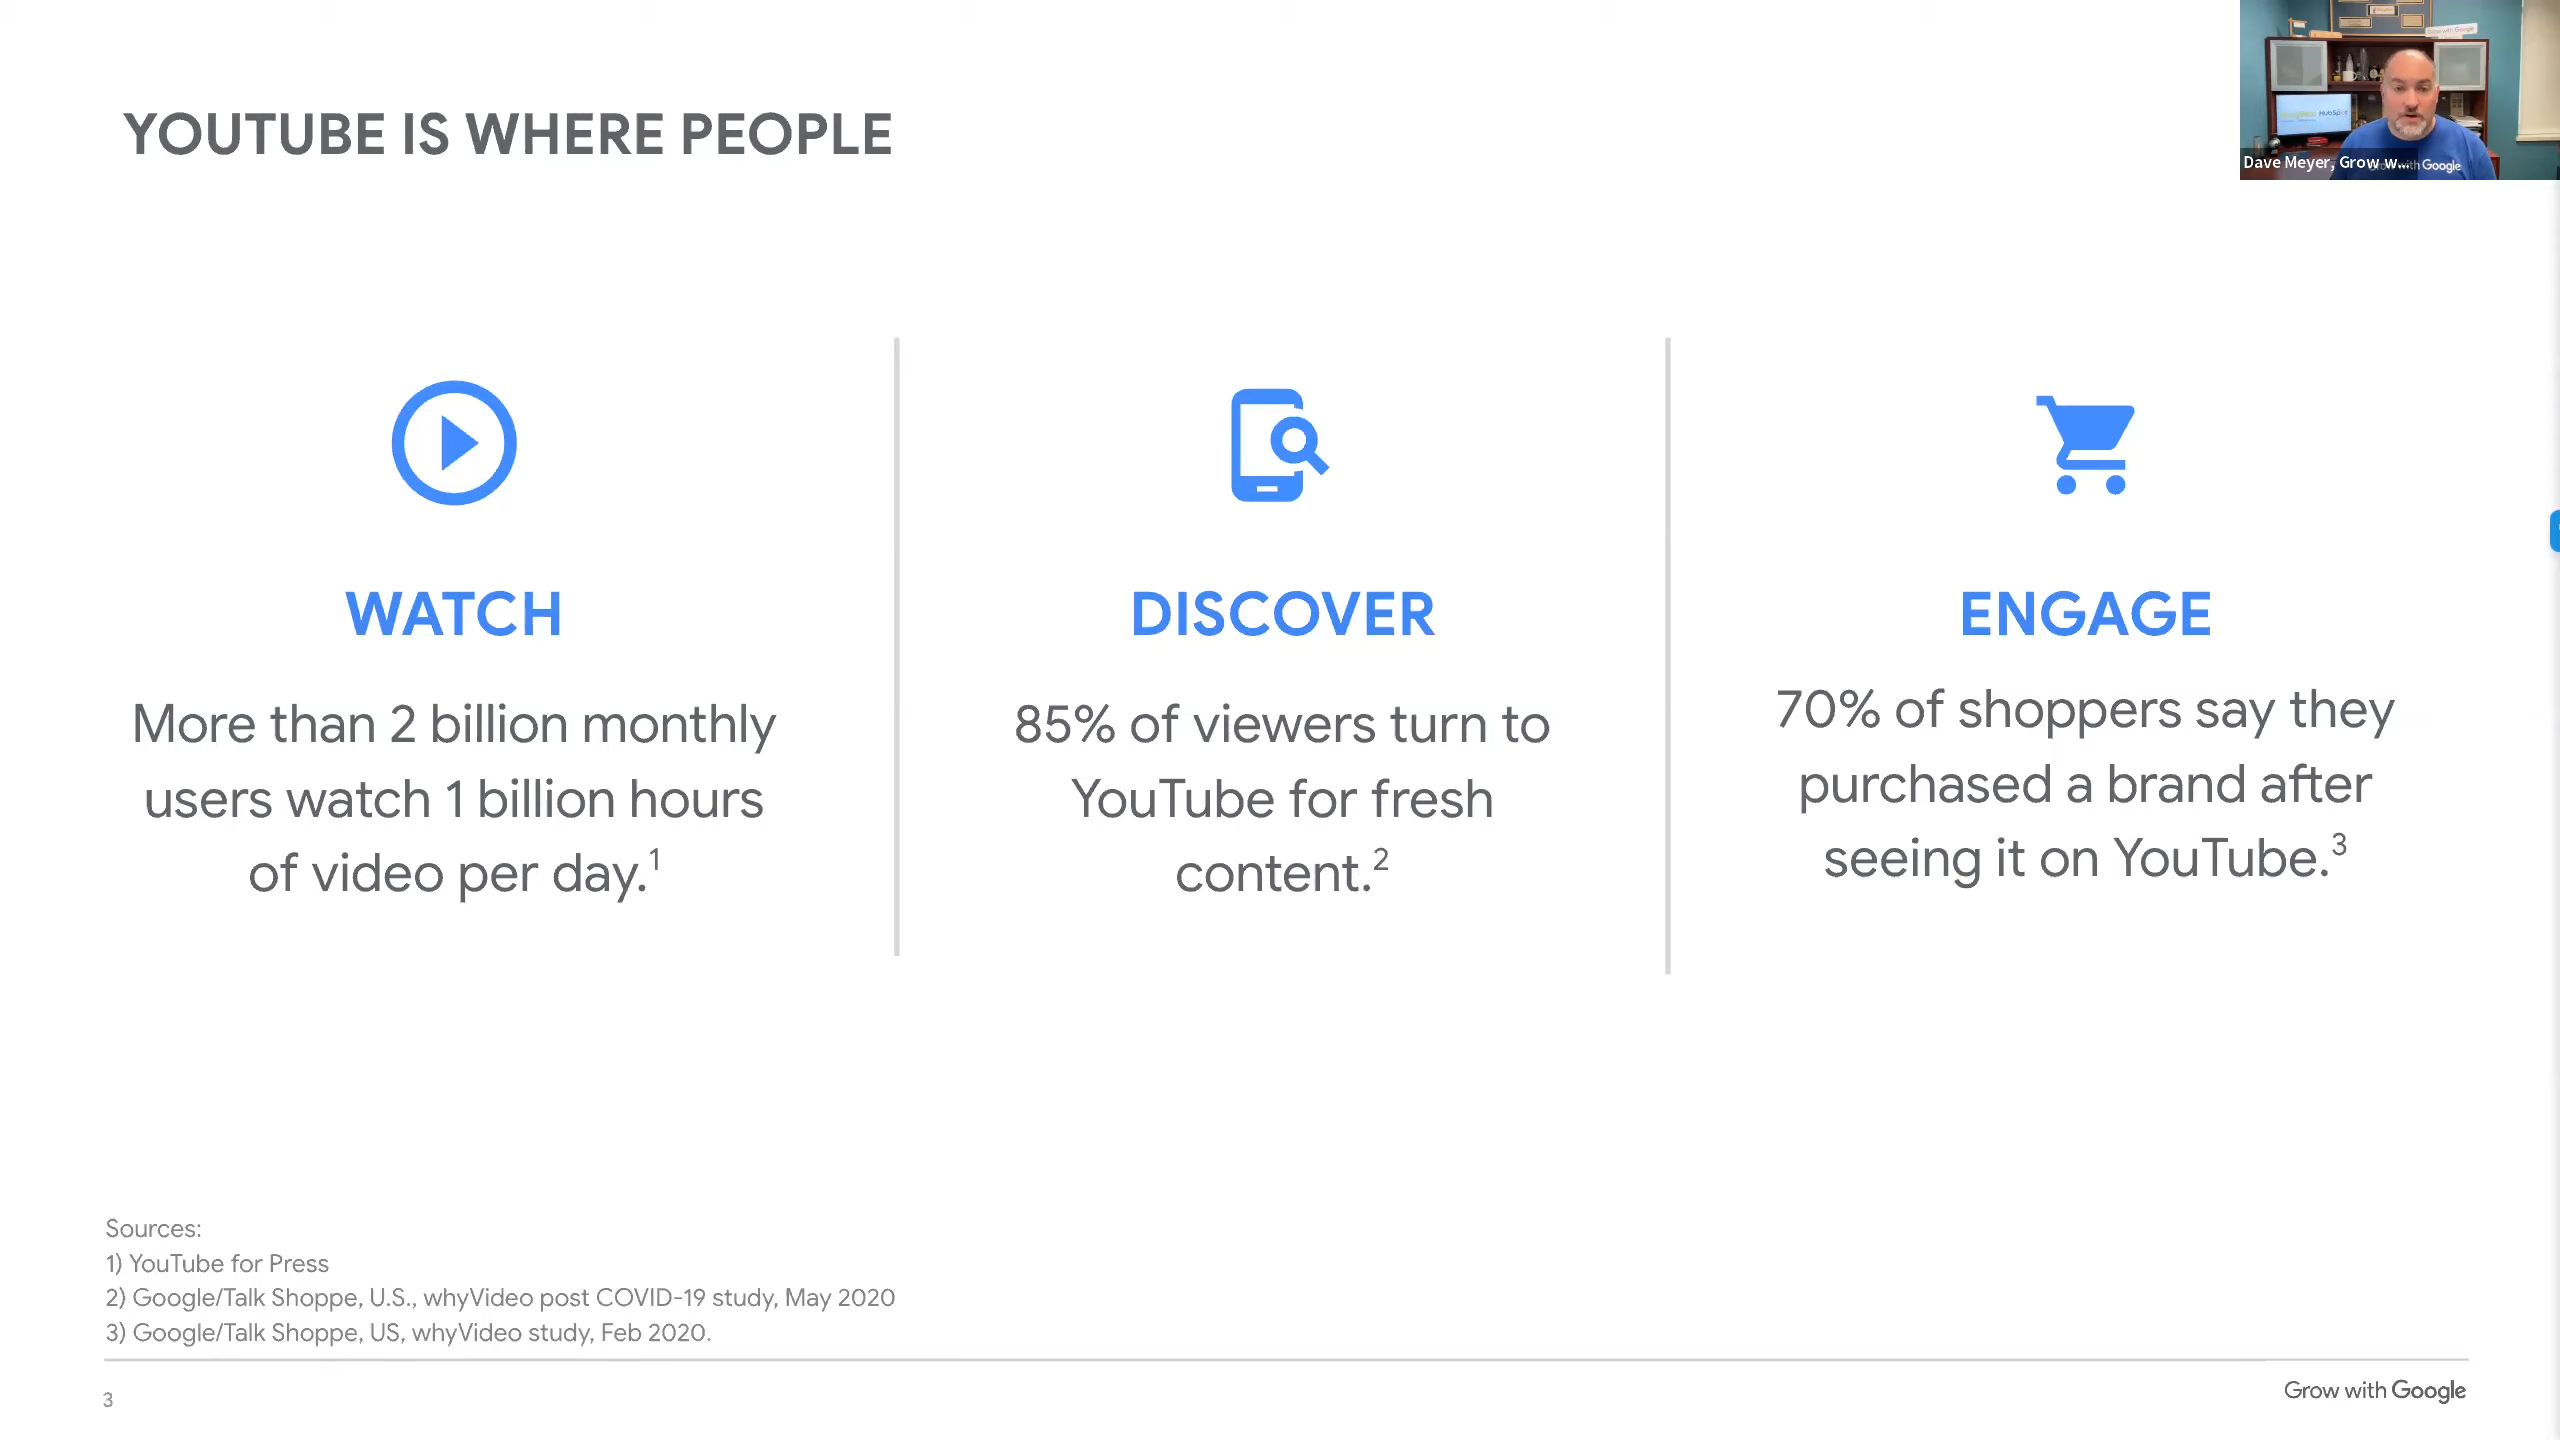 YOUTUBE IS WHERE PEOPLE
Dave Meyer, Grow w...
WATCH
More than 2 billion monthly
users watch 1 billion hours
of video per day.1
DISCOVER
85% of viewers turn to
YouTube for fresh
content.2
ENGAGE
70% of shoppers say they
purchased a brand after
seeing it on YouTube.3
Sources:
1) YouTube for Press
2) Google/Talk Shoppe, U.S., whyVideo post COVID-19 study, May 2020
3) Google/Talk Shoppe, US, whyVideo study, Feb 2020.
3
Grow with Google